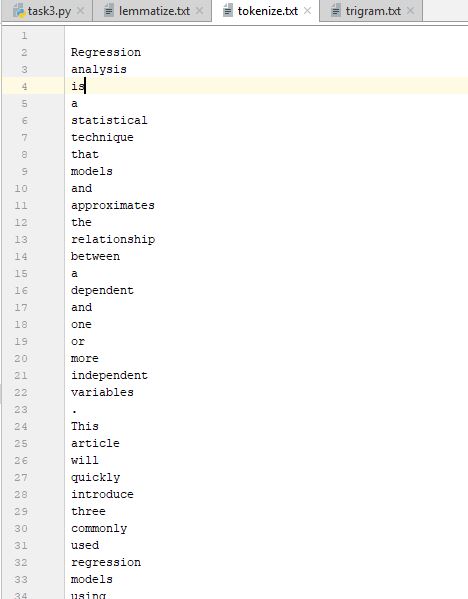 task3.py lemmatize.txt tokenize.txt trigram.txt
1
2 Regression
3 analysis
4 is
5 a
6 statistical
7 technique
8 that
9 models
10 and
11 approximates
12 the
13 relationship
14 between
15 a
16 dependent
17 and
18 one
19 or
20 more
21 independent
22 variables
23 .
24 This
25 article
26 will
27 quickly
28 introduce
29 three
30 commonly
31 used
32 regression
33 models
34 using